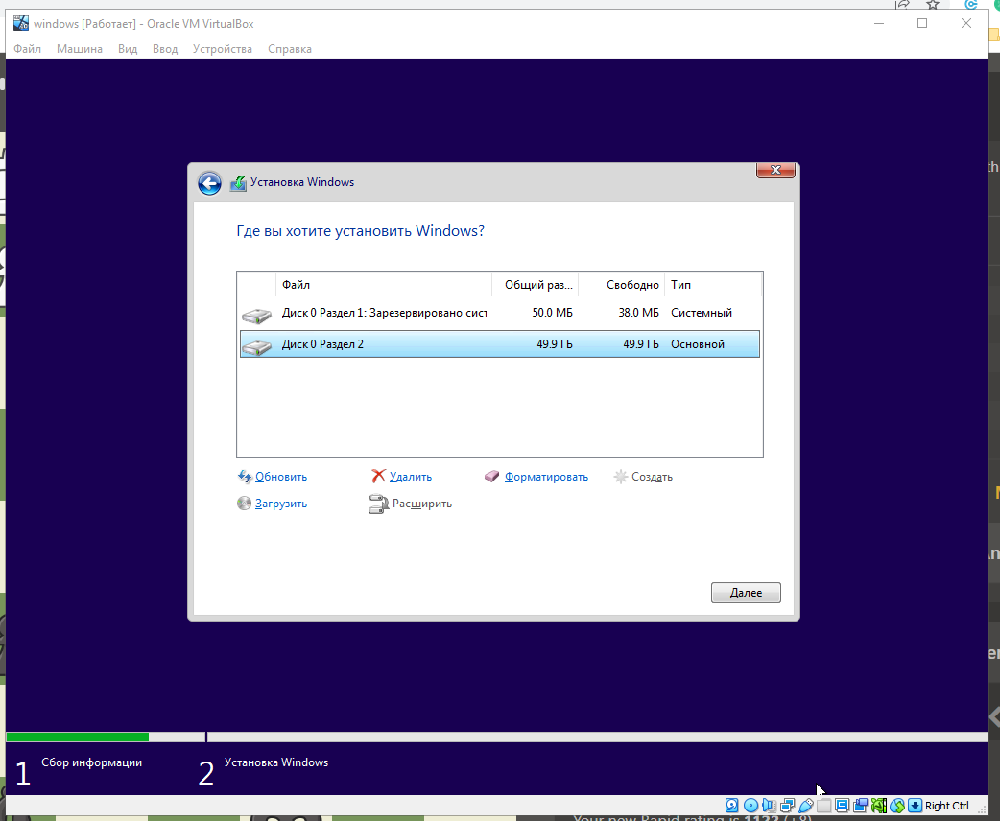 windows [Работает] - Oracle VM VirtualBox
Файл Машина Вид Ввод Устройства Справка
Установка Windows
Где вы хотите установить Windows?
Файл Общий раз... Свободно Тип
Диск 0 Раздел 1: Зарезервировано сист 50.0 МБ 38.0 МБ Системный
Диск 0 Раздел 2 49.9 ГБ 49.9 ГБ Основной
Обновить Удалить Форматировать Создать
Загрузить Расширить
Далее
1 Сбор информации 2 Установка Windows
Right Ctrl
Your new Rapid rating is 1122 (+8)